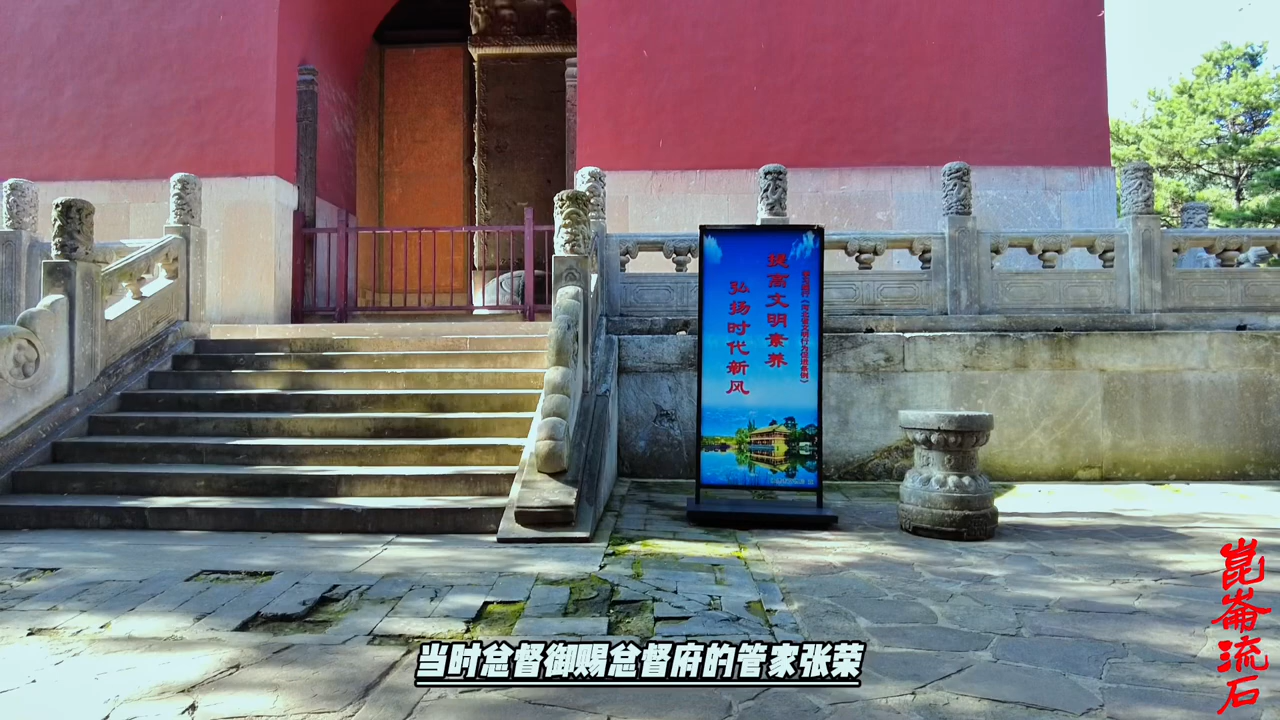 提高文明素养
弘扬时代新风
当时总督御赐总督府的管家张荣
崑崙流石